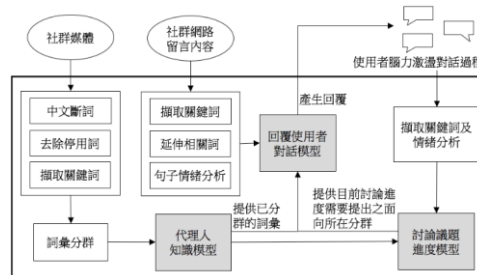 社群媒體
社群網路
留言內容
使用者腦力激盪對話過程
中文斷詞
去除停用詞
擷取關鍵詞
擷取關鍵詞
延伸相關詞
句子情緒分析
產生回覆
回覆使用者
對話模型
擷取關鍵詞及
情緒分析
詞彙分群
代理人
知識模型
提供已分
群的詞彙
提供目前討論進
度需要提出之面
向所在分群
討論議題
進度模型